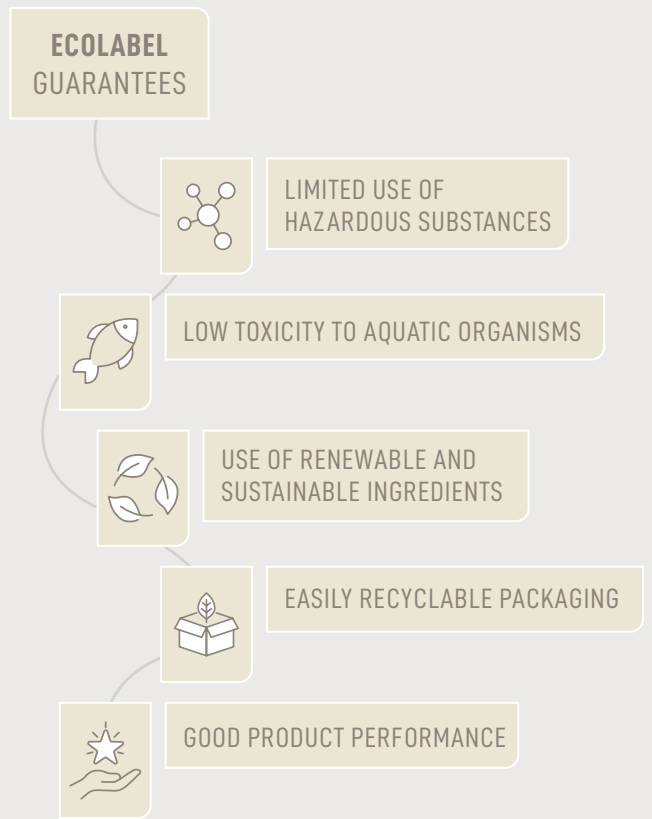 ECOLABEL
GUARANTEES
LIMITED USE OF
HAZARDOUS SUBSTANCES
LOW TOXICITY TO AQUATIC ORGANISMS
USE OF RENEWABLE AND
SUSTAINABLE INGREDIENTS
EASILY RECYCLABLE PACKAGING
GOOD PRODUCT PERFORMANCE